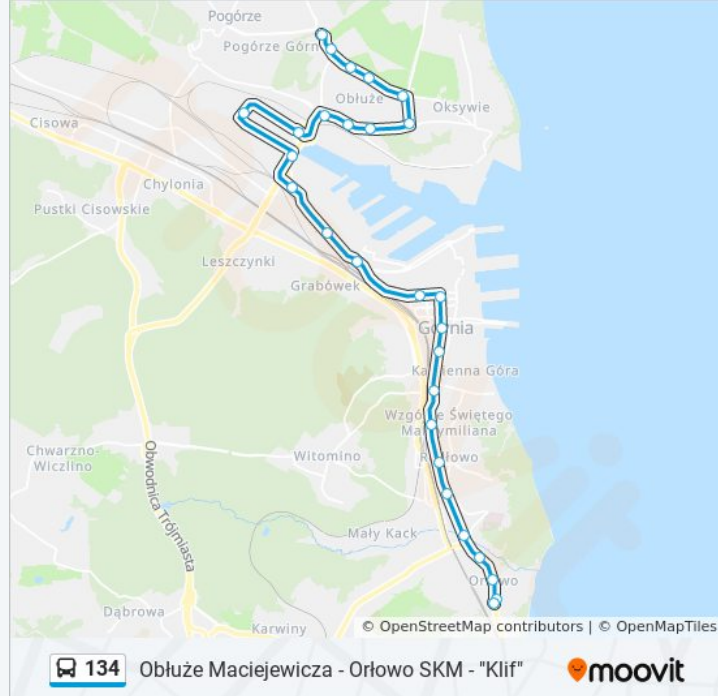 Pogórze
Pogórze Górn
Obłuże
Oksywie
Cisowa
Chylonia
Pustki Cisowskie
Leszczynki
Grabówek
Gdynia
Kamienna Góra
Wzgórze Świętego
Maksymiliana
Redłowo
Chwarzno-
Wiczlino
Witomino
Obwodnica Trójmiasta
Mały Kack
Orłowo
Dąbrowa
Karwiny
© OpenStreetMap contributors | © OpenMapTiles
134 Obłuże Maciejewicza - Orłowo SKM - "Klif"
moovit